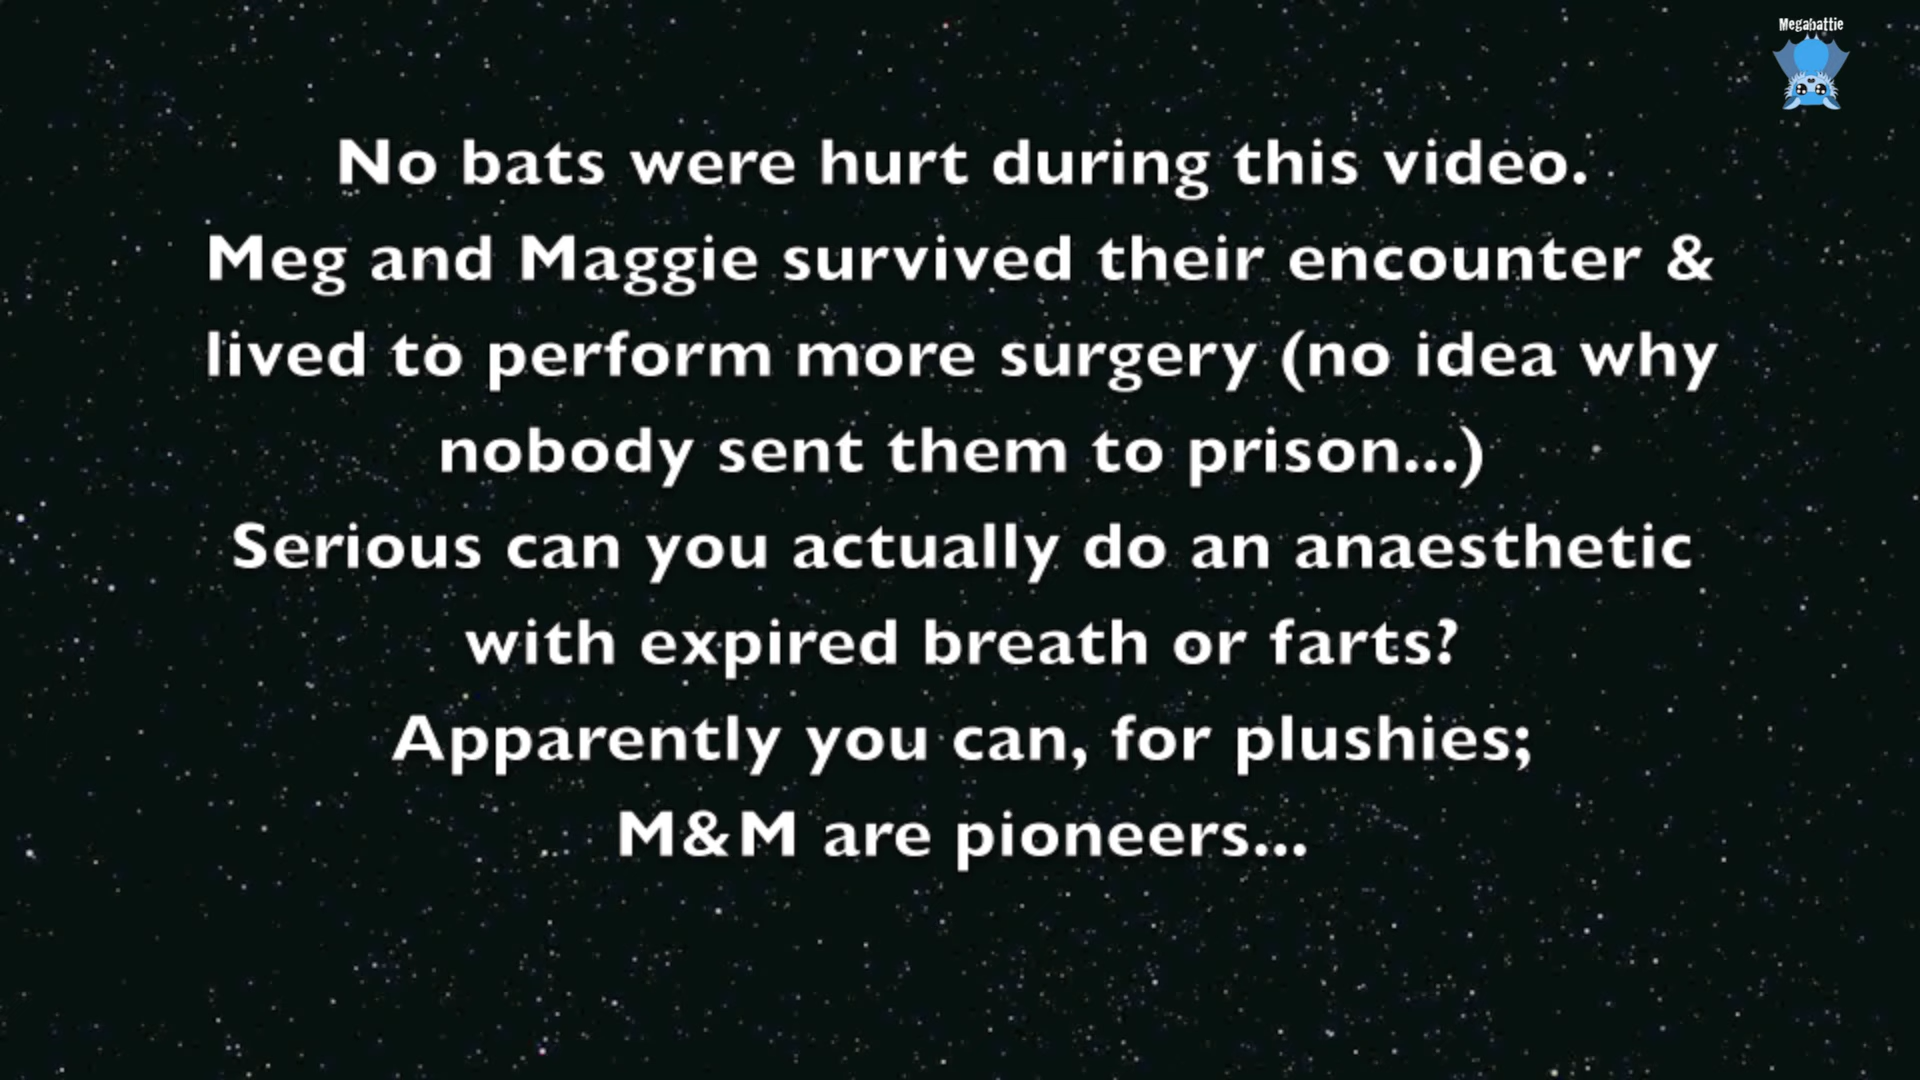 Megabattie
No bats were hurt during this video.
Meg and Maggie survived their encounter &
lived to perform more surgery (no idea why
nobody sent them to prison...)
Serious can you actually do an anaesthetic
with expired breath or farts?
Apparently you can, for plushies;
M&M are pioneers...